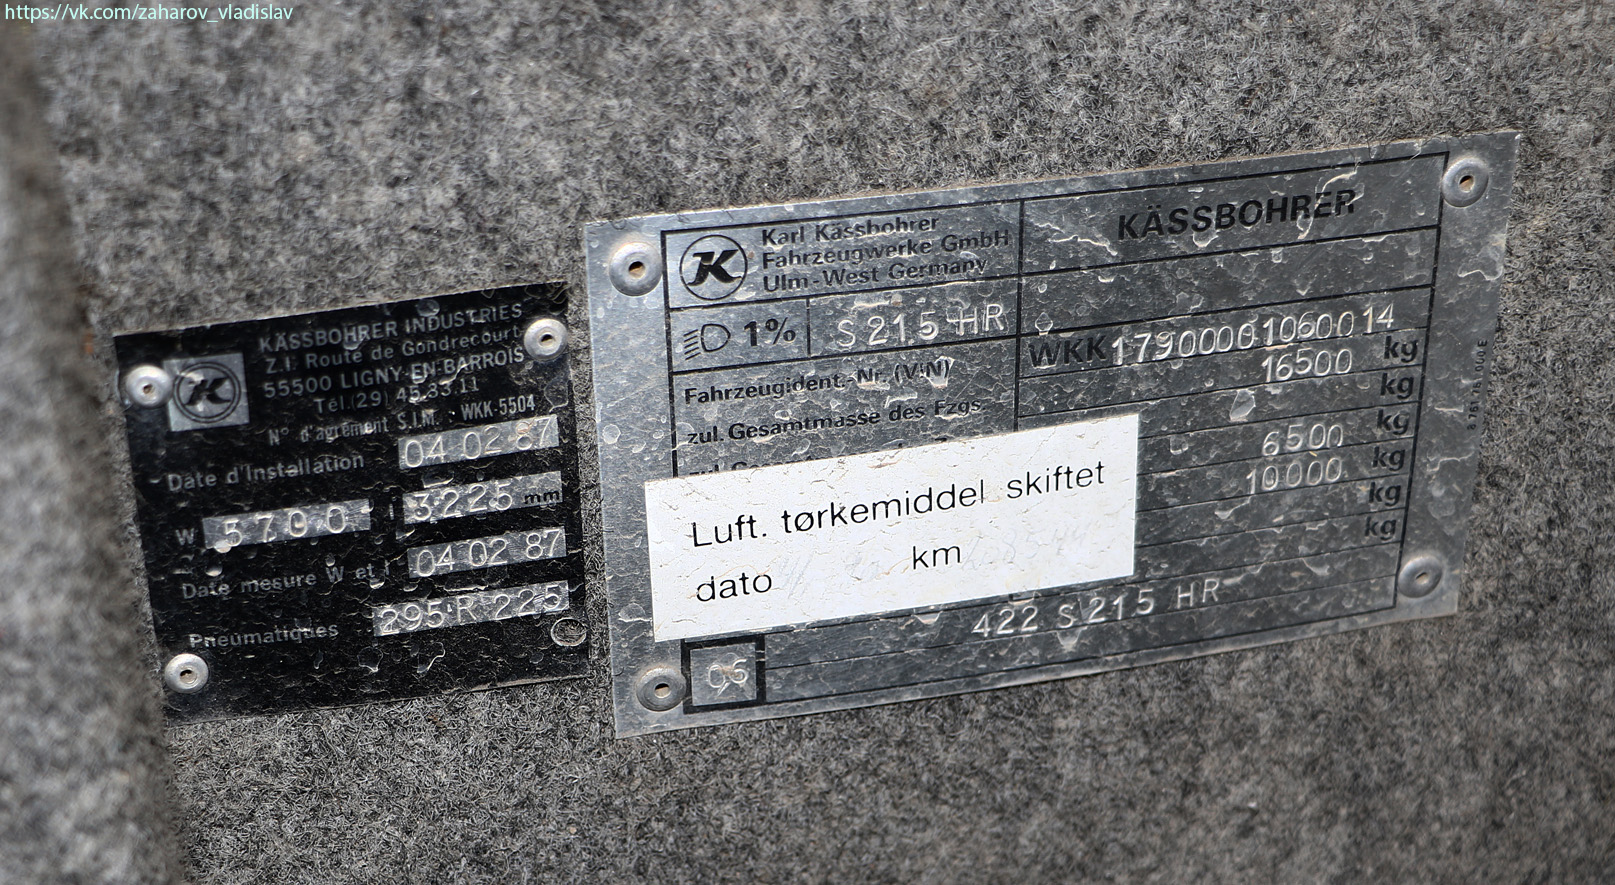 https://vk.com/zaharov_vladislav
KÄSSBOHRER INDUSTRIES
Z.I. Route de Gondrecourt
55500 LIGNY-EN-BARROIS
Tél.(29) 45.33.11
N° d'agrément S.I.M. : WKK-5504
Date d'Installation 04 02 87
W 5700 l 3225 mm
Date mesure W et l 04 02 87
Pneumatiques 295 R 22.5
Karl Kässbohrer
Fahrzeugwerke GmbH
Ulm-West Germany
KÄSSBOHRER
1% S 215 HR
Fahrzeugident.-Nr. (VIN) WKK17900001060014
zul. Gesamtmasse des Fzgs 16500 kg
kg
6500 kg
10000 kg
kg
kg
Luft. tørkemiddel skiftet
dato km
422 S 215 HR
06